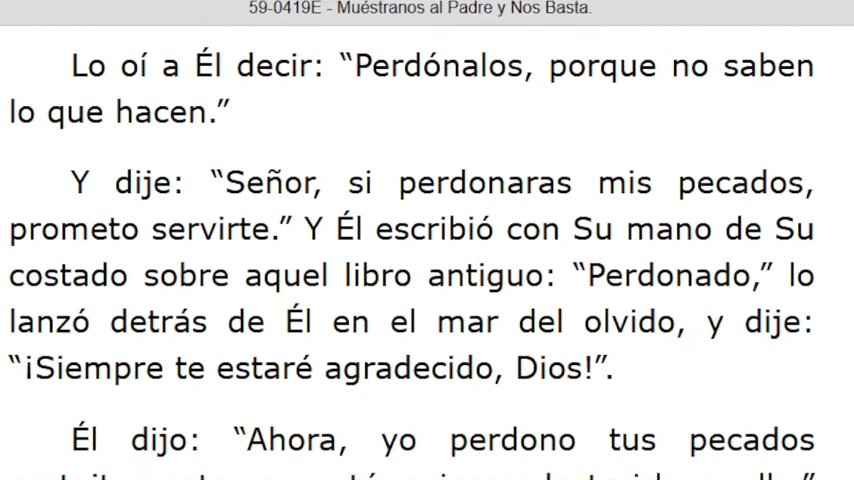 59-0419E - Muéstranos al Padre y Nos Basta.
Lo oí a Él decir: “Perdónalos, porque no saben
lo que hacen.”
Y dije: “Señor, si perdonaras mis pecados,
prometo servirte.” Y Él escribió con Su mano de Su
costado sobre aquel libro antiguo: “Perdonado,” lo
lanzó detrás de Él en el mar del olvido, y dije:
“¡Siempre te estaré agradecido, Dios!”.
Él dijo: “Ahora, yo perdono tus pecados